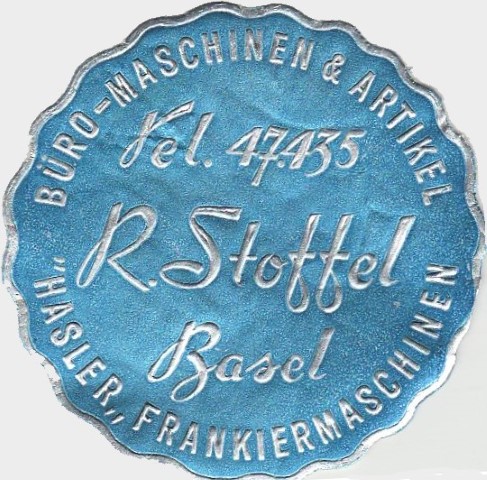 BÜRO-MASCHINEN & ARTIKEL
Tel. 47.435
R. Stoffel
Basel
„HASLER„ FRANKIERMASCHINEN